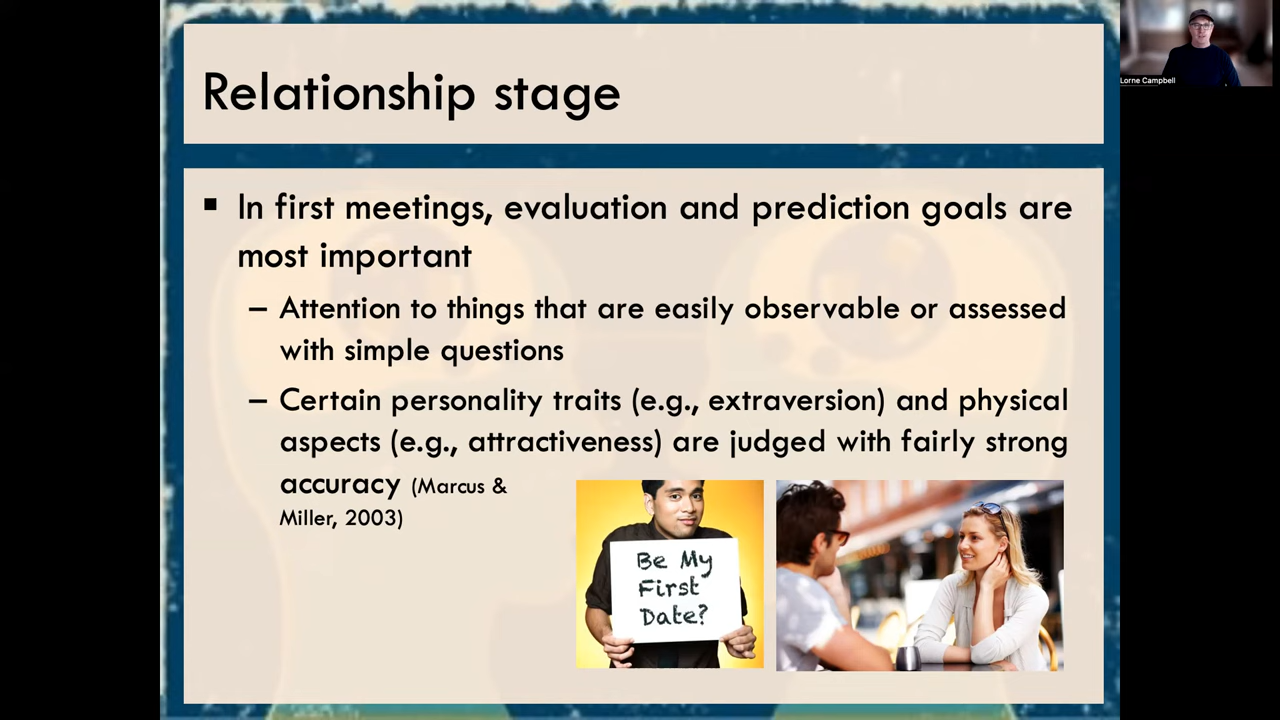 Relationship stage
▪ In first meetings, evaluation and prediction goals are
most important
– Attention to things that are easily observable or assessed
with simple questions
– Certain personality traits (e.g., extraversion) and physical
aspects (e.g., attractiveness) are judged with fairly strong
accuracy (Marcus &
Miller, 2003)
Be My
First
Date?
Lorne Campbell